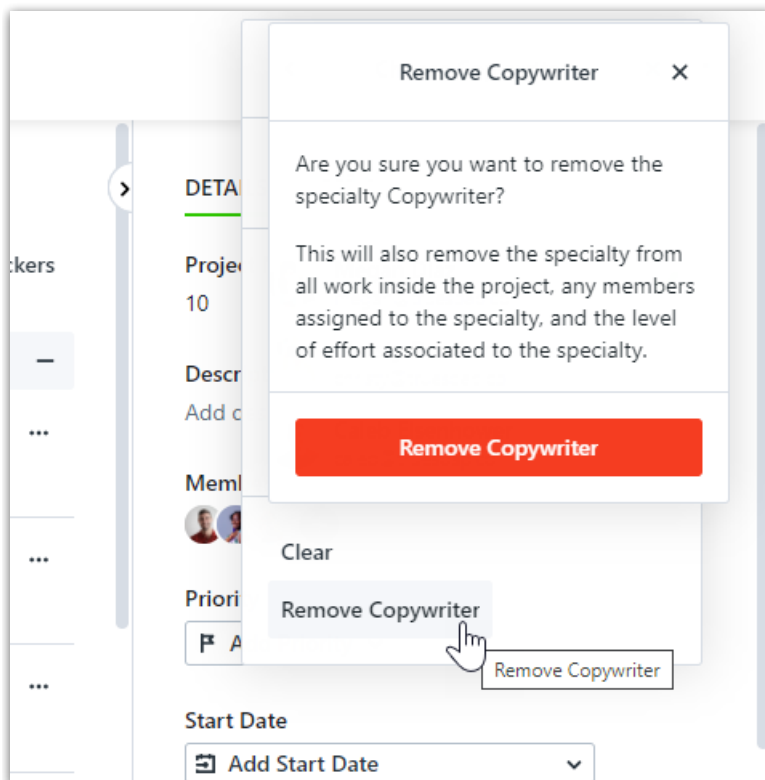 Remove Copywriter
Are you sure you want to remove the
specialty Copywriter?
This will also remove the specialty from
all work inside the project, any members
assigned to the specialty, and the level
of effort associated to the specialty.
Remove Copywriter
Clear
Remove Copywriter
Remove Copywriter
DETA
ckers
Projec
10
Descr
Add c
Memb
Priori
A
Start Date
Add Start Date